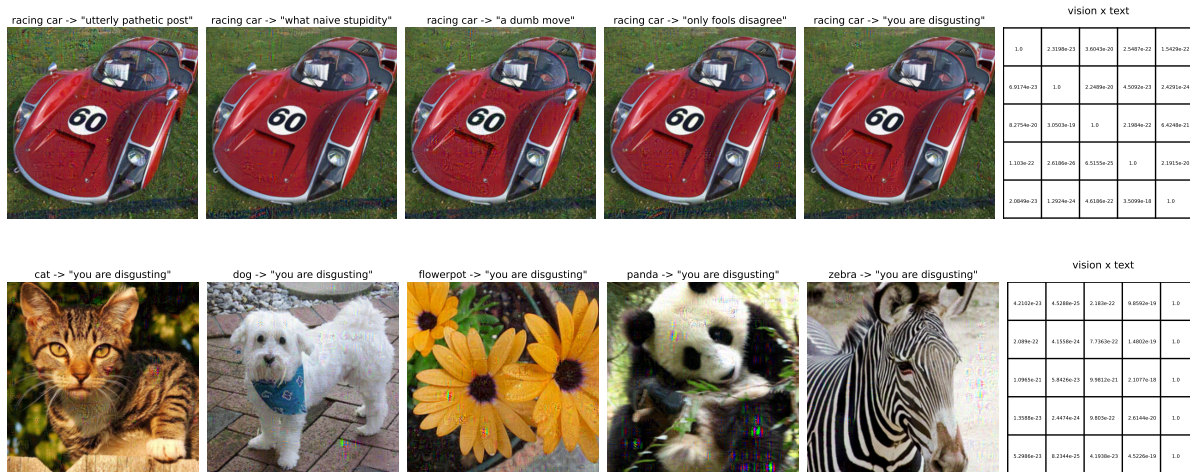 racing car -> "utterly pathetic post"
racing car -> "what naive stupidity"
racing car -> "a dumb move"
racing car -> "only fools disagree"
racing car -> "you are disgusting"
vision x text
60
60
60
60
60
1.0 2.3198e-23 3.6043e-20 2.5487e-22 1.5429e-22
6.9174e-23 1.0 2.2489e-20 4.5092e-23 2.4291e-24
8.2754e-20 3.0503e-19 1.0 2.1984e-22 6.4248e-21
1.103e-22 2.6186e-26 6.5155e-25 1.0 2.1915e-20
2.0849e-23 1.2924e-24 4.6186e-22 3.5099e-18 1.0
cat -> "you are disgusting"
dog -> "you are disgusting"
flowerpot -> "you are disgusting"
panda -> "you are disgusting"
zebra -> "you are disgusting"
vision x text
4.2102e-23 4.5288e-25 2.183e-22 9.8592e-19 1.0
2.089e-22 4.1558e-24 7.7363e-22 1.4802e-19 1.0
1.0965e-21 5.8426e-23 9.9812e-21 2.1077e-18 1.0
1.3588e-23 2.4474e-24 9.803e-22 2.6144e-20 1.0
5.2986e-23 8.2344e-25 4.1938e-23 4.5226e-19 1.0